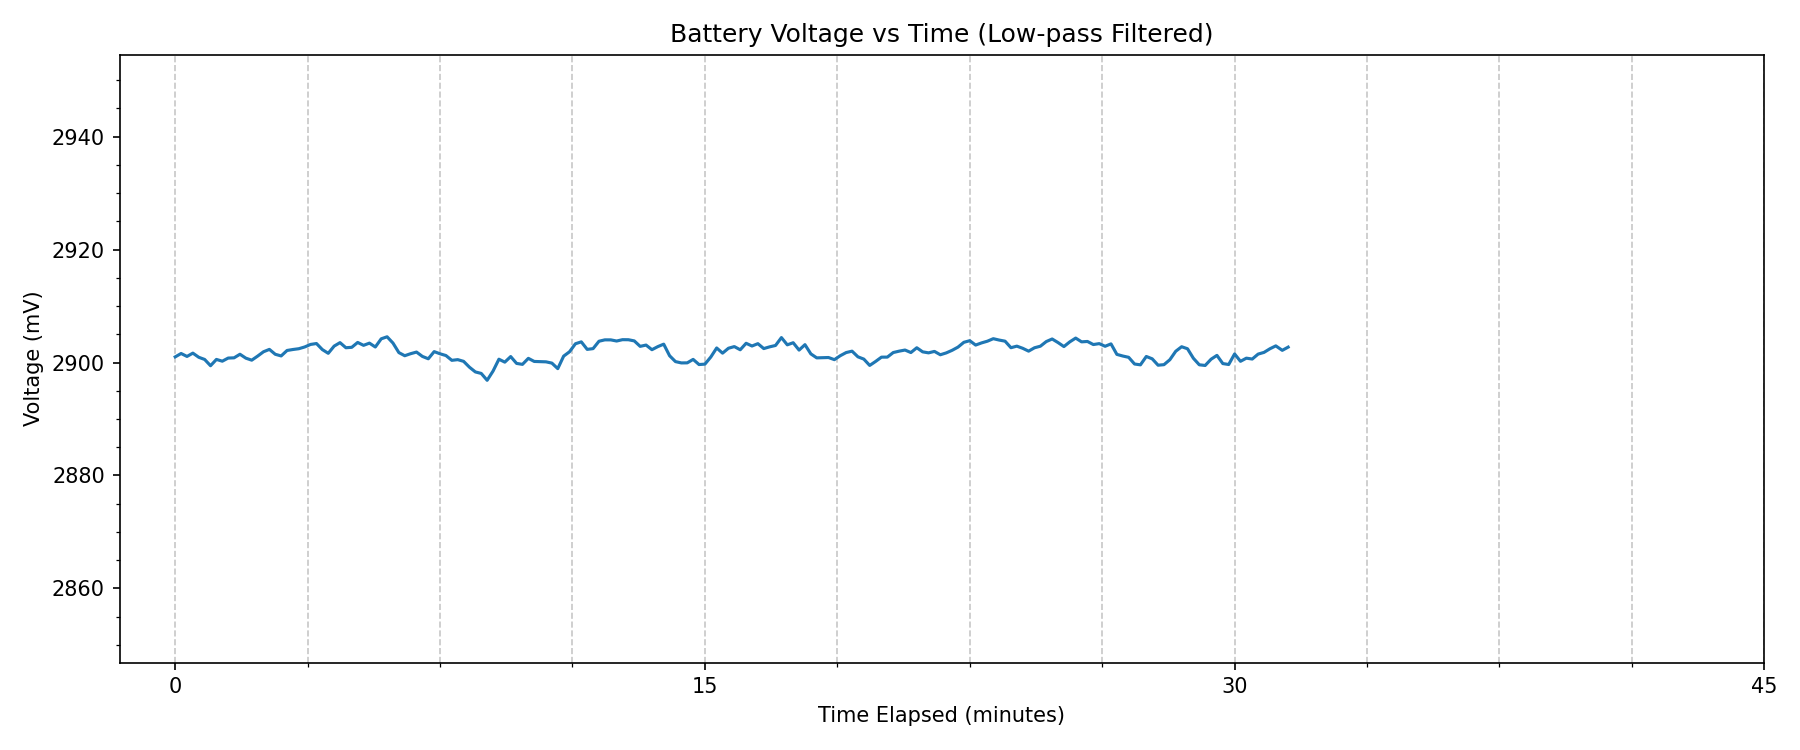 Battery Voltage vs Time (Low-pass Filtered)
Voltage (mV)
2940
2920
2900
2880
2860
0 15 30 45
Time Elapsed (minutes)